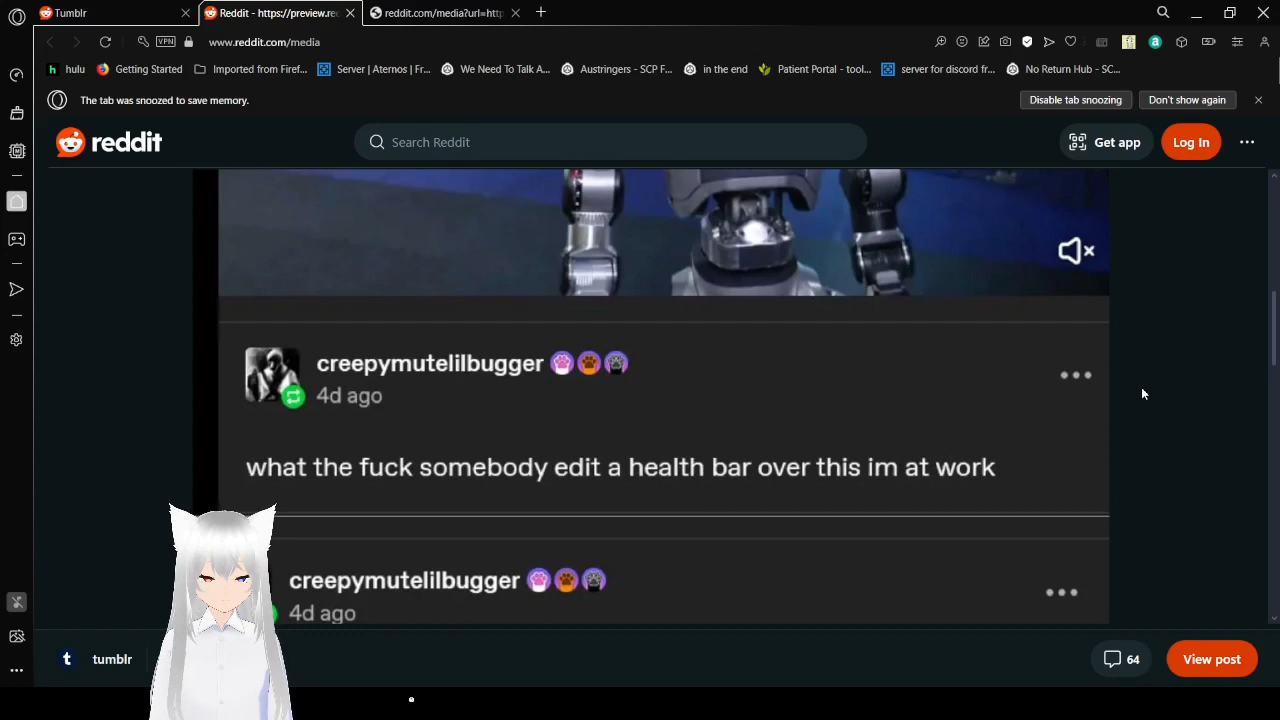 Tumblr
Reddit - https://preview.rec
reddit.com/media?url=http
VPN
www.reddit.com/media
hulu
Getting Started
Imported from Firef...
Server | Aternos | Fr...
We Need To Talk A...
Austringers - SCP F...
in the end
Patient Portal - tool...
server for discord fr...
No Return Hub - SC...
The tab was snoozed to save memory.
Disable tab snoozing
Don't show again
reddit
Search Reddit
Get app
Log In
creepymutelilbugger
4d ago
what the fuck somebody edit a health bar over this im at work
creepymutelilbugger
4d ago
t
tumblr
64
View post